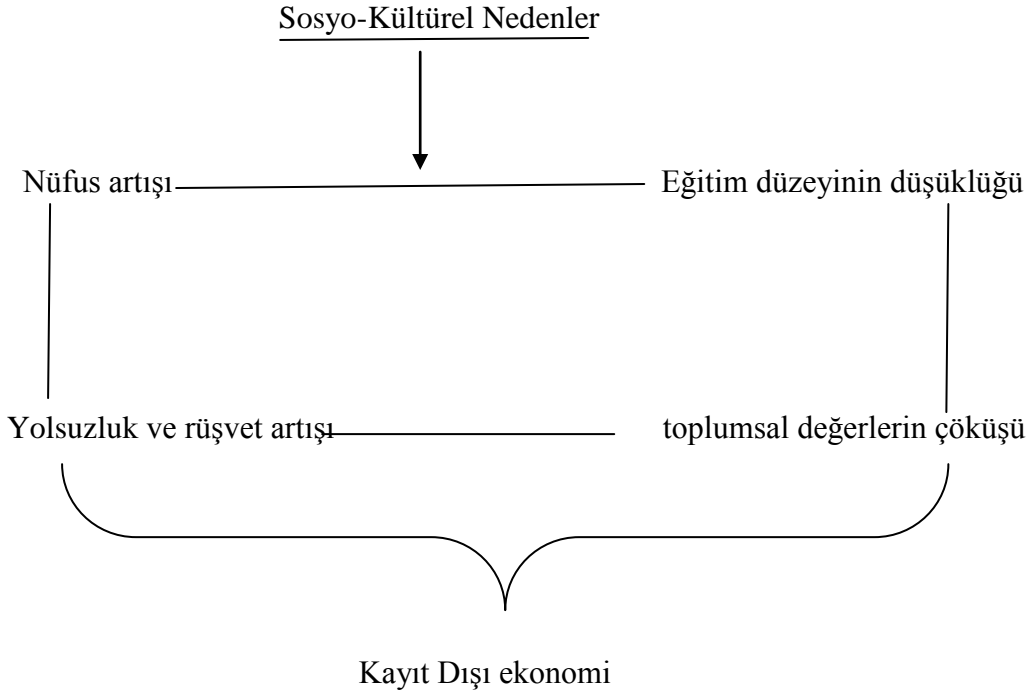 Sosyo-Kültürel Nedenler
Nüfus artışı
Eğitim düzeyinin düşüklüğü
Yolsuzluk ve rüşvet artışı
toplumsal değerlerin çöküşü
Kayıt Dışı ekonomi